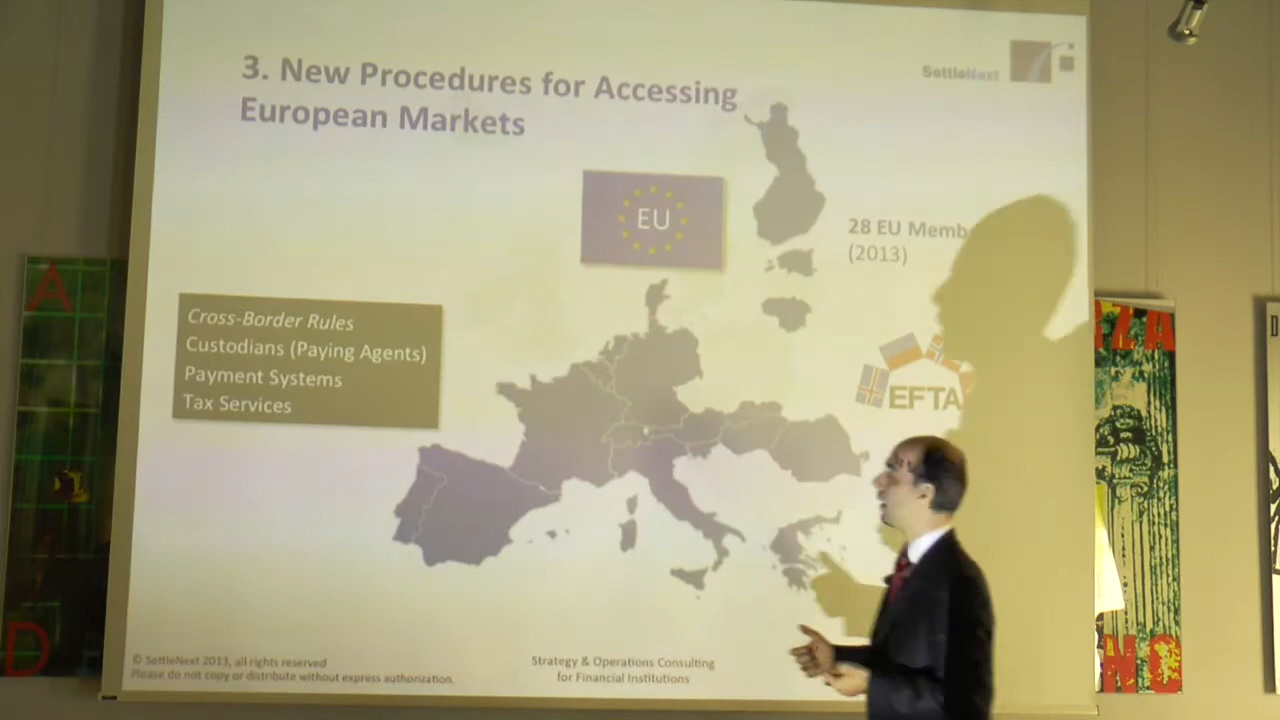 3. New Procedures for Accessing
European Markets
SettleNext
EU
28 EU Memb
(2013)
Cross-Border Rules
Custodians (Paying Agents)
Payment Systems
Tax Services
EFTA
© SettleNext 2013, all rights reserved
Please do not copy or distribute without express authorization.
Strategy & Operations Consulting
for Financial Institutions
A
D
ZA
NO
D